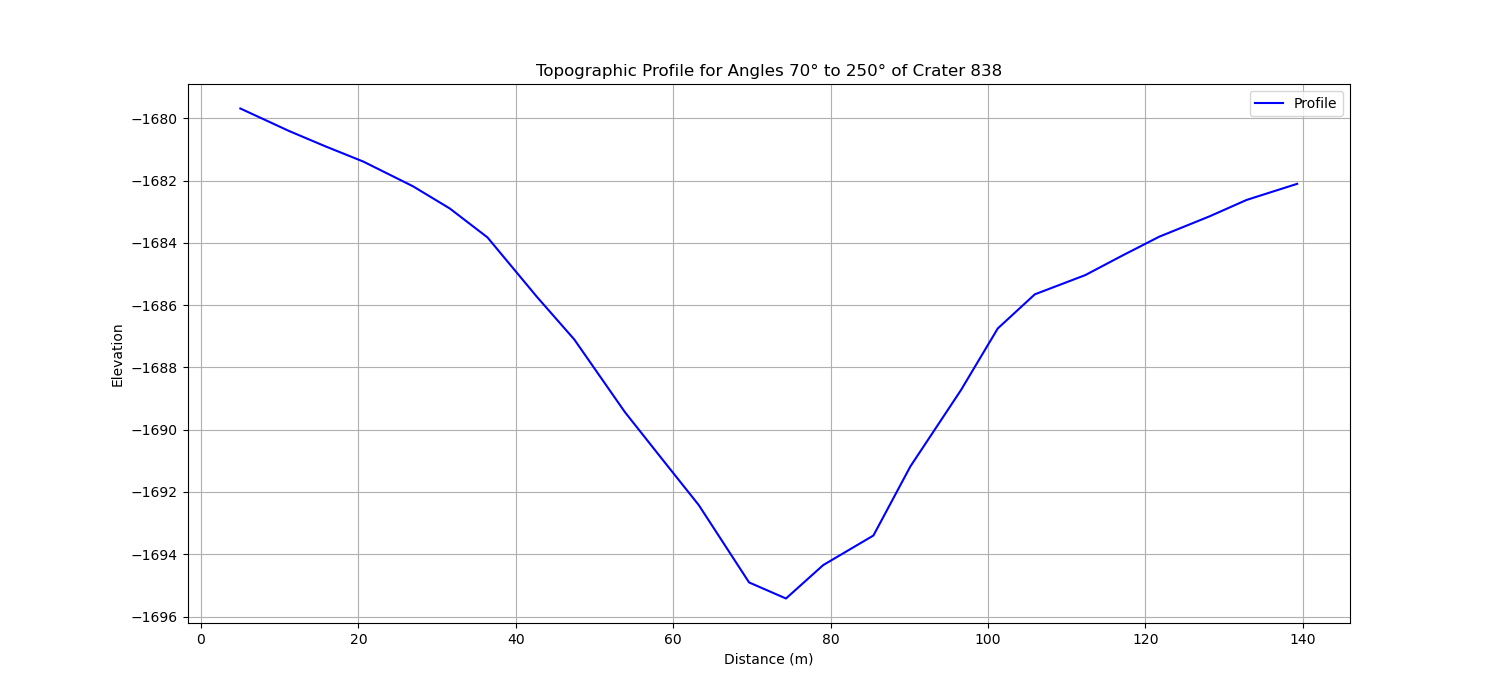 Topographic Profile for Angles 70° to 250° of Crater 838
Profile
−1680
−1682
−1684
−1686
−1688
−1690
−1692
−1694
−1696
Elevation
0 20 40 60 80 100 120 140
Distance (m)